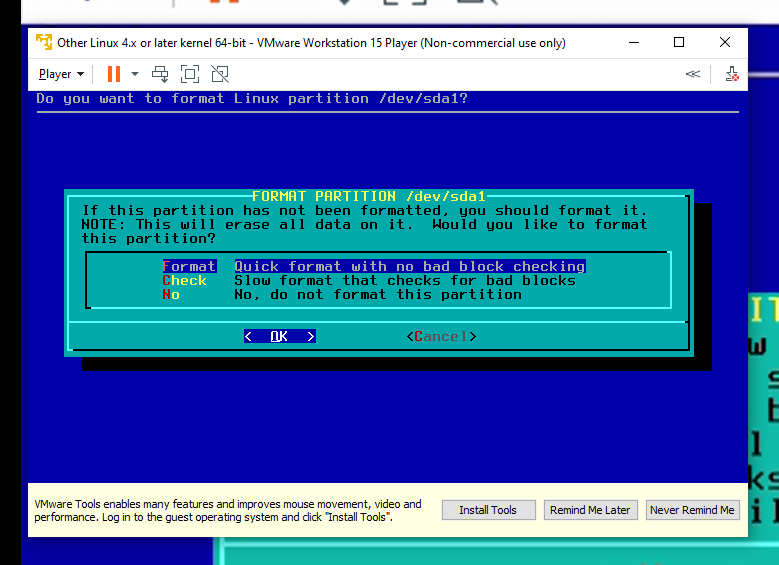 Other Linux 4.x or later kernel 64-bit - VMware Workstation 15 Player (Non-commercial use only)
Player
Do you want to format Linux partition /dev/sda1?
FORMAT PARTITION /dev/sda1
If this partition has not been formatted, you should format it.
NOTE: This will erase all data on it.  Would you like to format
this partition?
Format Quick format with no bad block checking
Check Slow format that checks for bad blocks
No No, do not format this partition
< OK > <Cancel>
VMware Tools enables many features and improves mouse movement, video and
performance. Log in to the guest operating system and click "Install Tools".
Install Tools Remind Me Later Never Remind Me